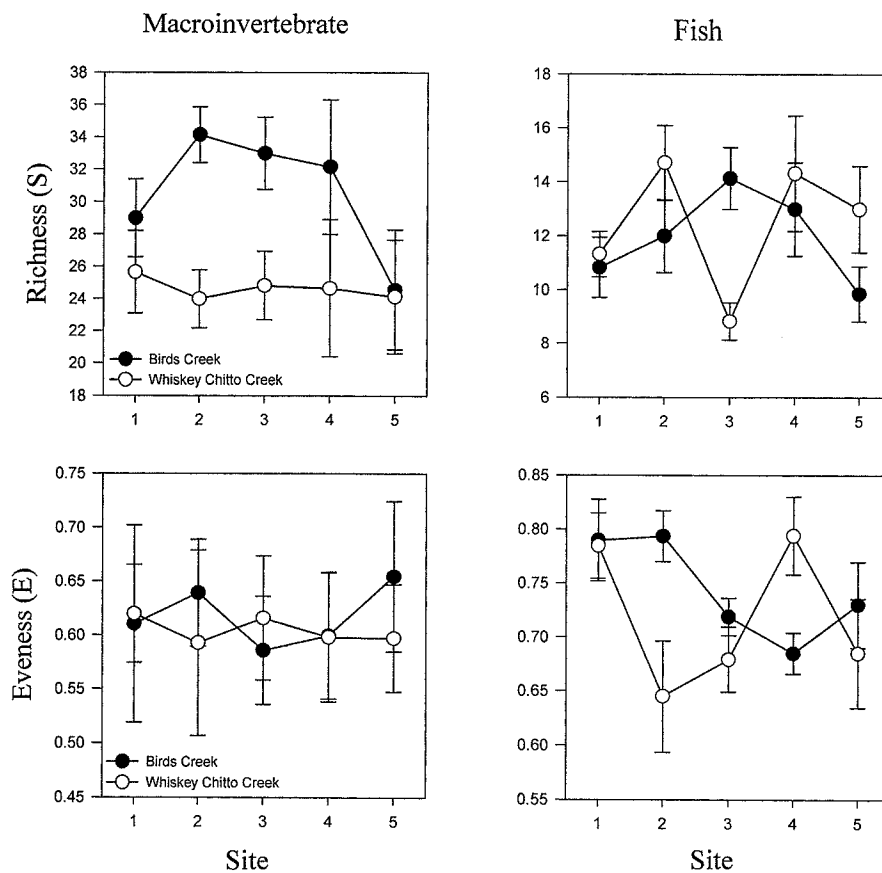 Macroinvertebrate
Fish
Richness (S)
38
36
34
32
30
28
26
24
22
20
18
Birds Creek
Whiskey Chitto Creek
1 2 3 4 5
18
16
14
12
10
8
6
1 2 3 4 5
Eveness (E)
0.75
0.70
0.65
0.60
0.55
0.50
0.45
Birds Creek
Whiskey Chitto Creek
1 2 3 4 5
Site
0.85
0.80
0.75
0.70
0.65
0.60
0.55
1 2 3 4 5
Site